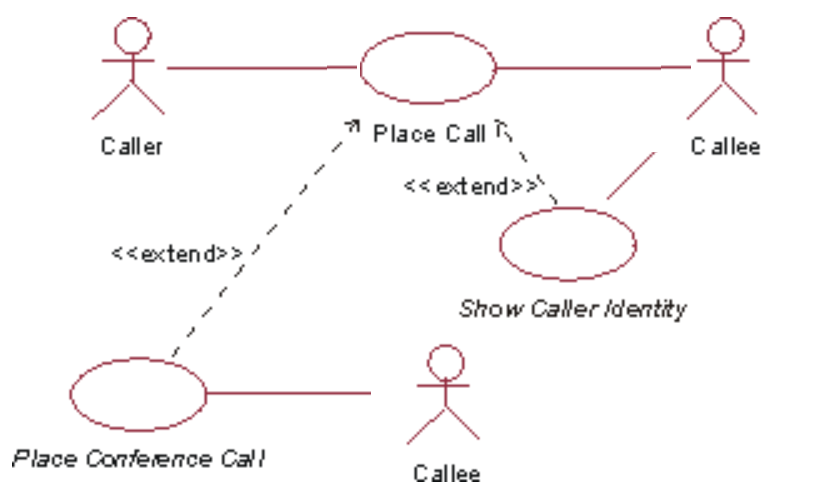 Caller
Place Call
Callee
<<extend>>
<<extend>>
Show Caller Identity
Place Conference Call
Callee